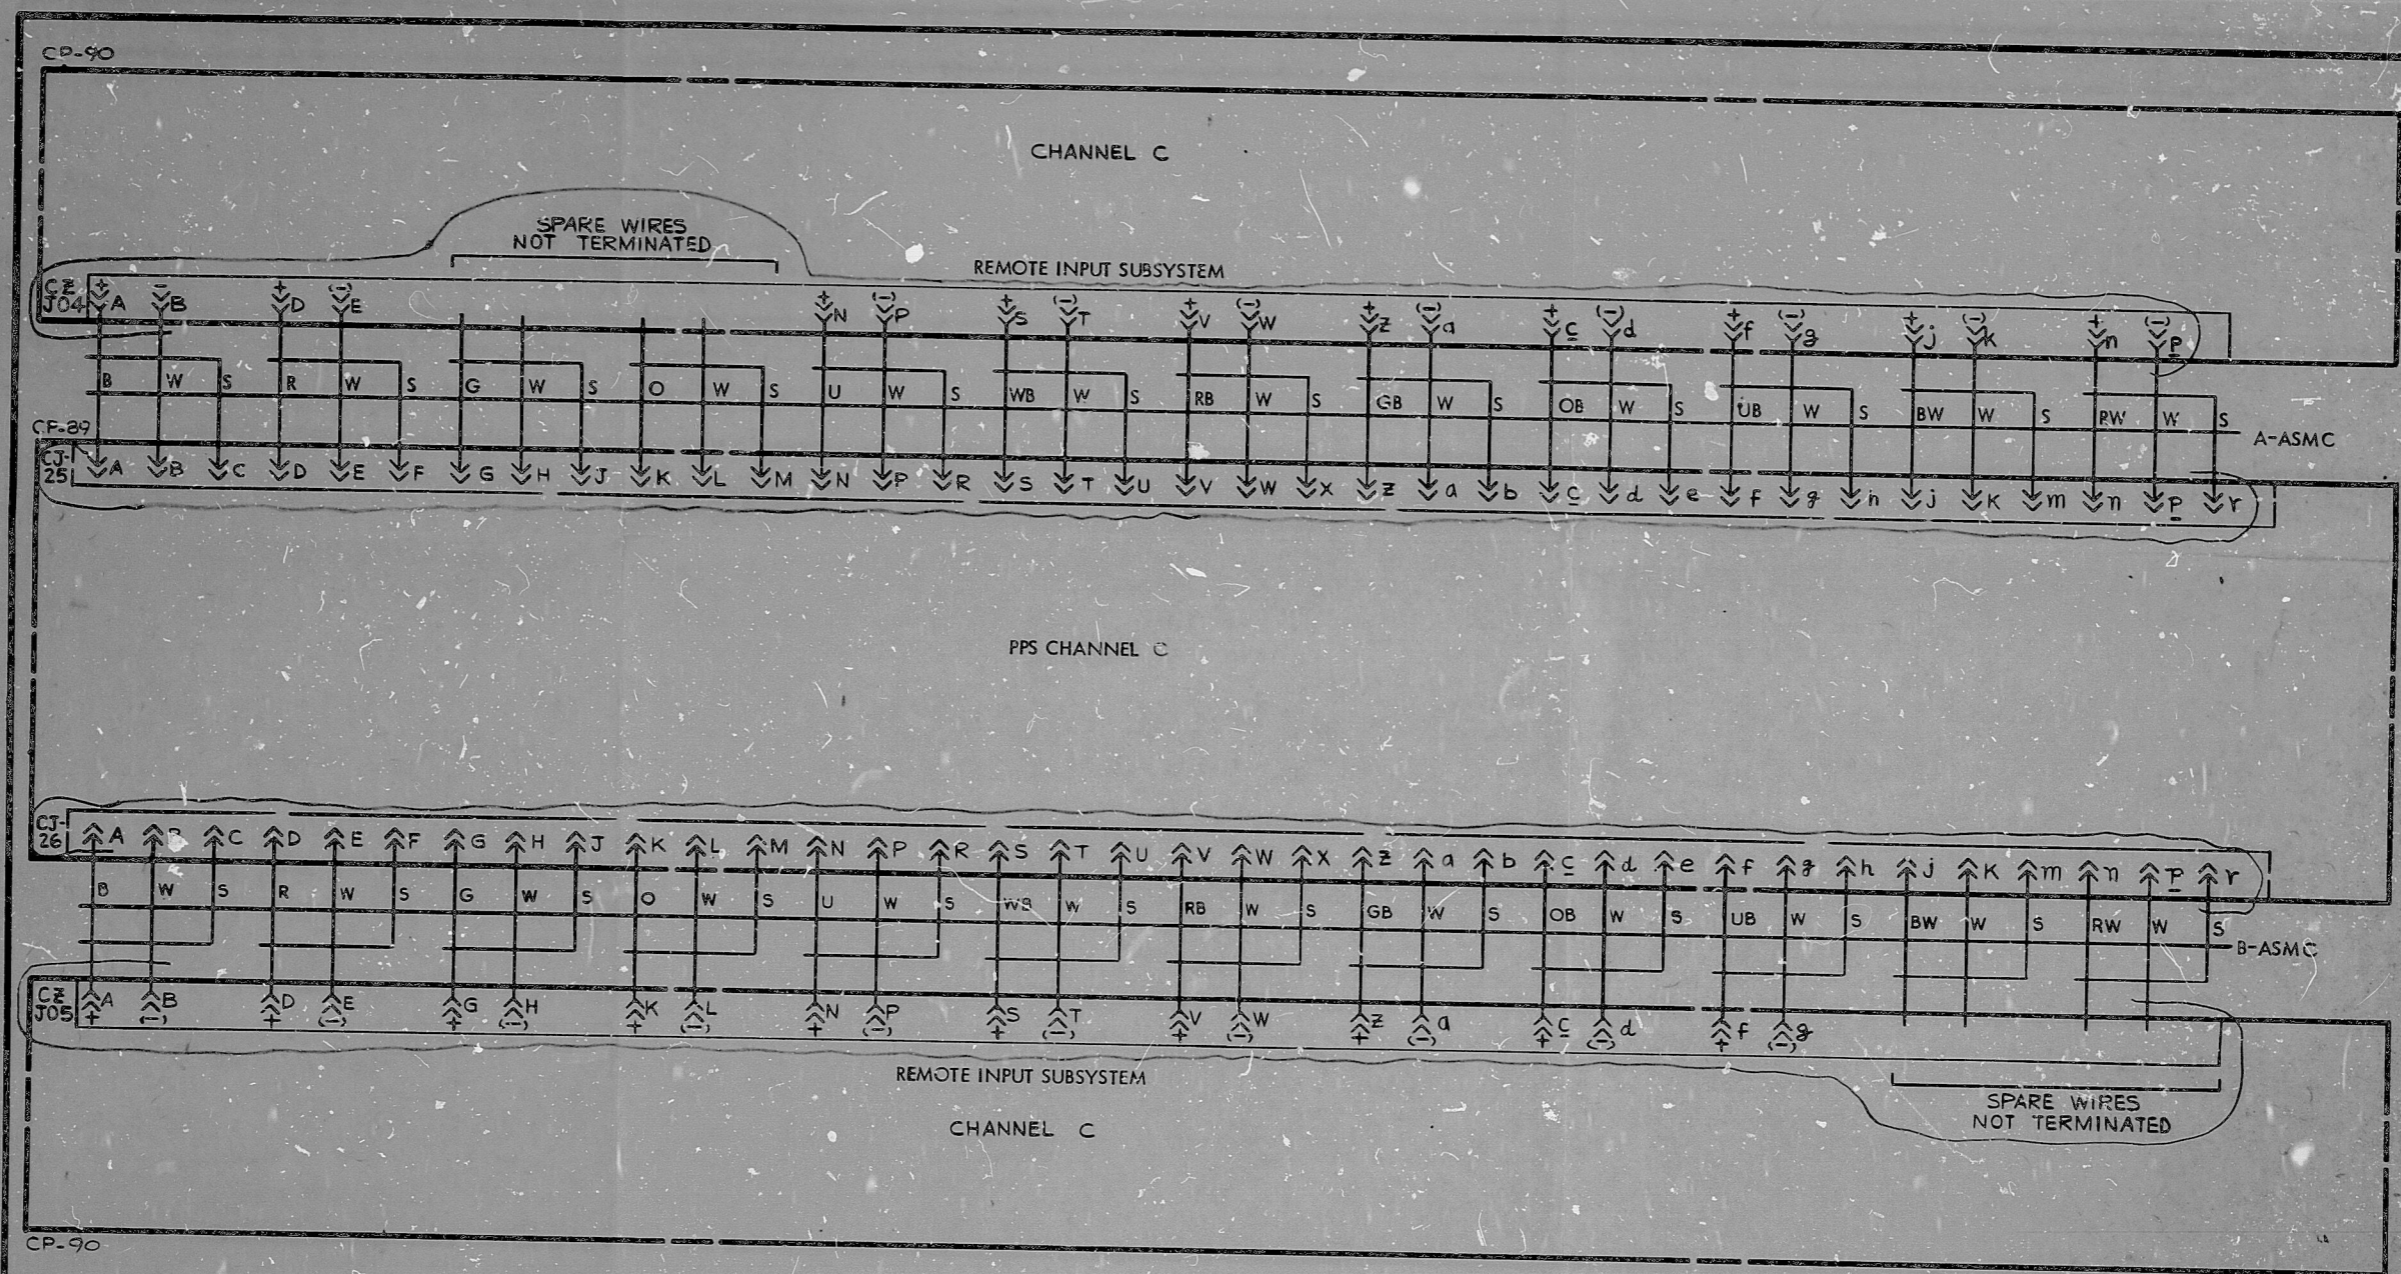 CP-90
CHANNEL C
SPARE WIRES
NOT TERMINATED
REMOTE INPUT SUBSYSTEM
CZ
J04
+ - + (-) + (-) + (-) + (-) + (-) + (-) + (-) + (-) + (-)
A B D E N P S T V W z a c d f g j k n p
B W S R W S G W S O W S U W S WB W S RB W S GB W S OB W S UB W S BW W S RW W S
A-ASMC
CJ-
25
A B C D E F G H J K L M N P R S T U V W X z a b c d e f g h j k m n p r
PPS CHANNEL C
CJ-
26
A C D E F G H J K L M N P R S T U V W X z a b c d e f g h j k m n p r
B W S R W S G W S O W S U W S WB W S RB W S GB W S OB W S UB W S BW W S RW W S
B-ASMC
CZ
J05
A B D E G H K L N P S T V W z a c d f g
+ (-) + (-) + (-) + (-) + (-) + (-) + (-) + (-) + (-) + (-)
REMOTE INPUT SUBSYSTEM
SPARE WIRES
NOT TERMINATED
CHANNEL C
CP-90